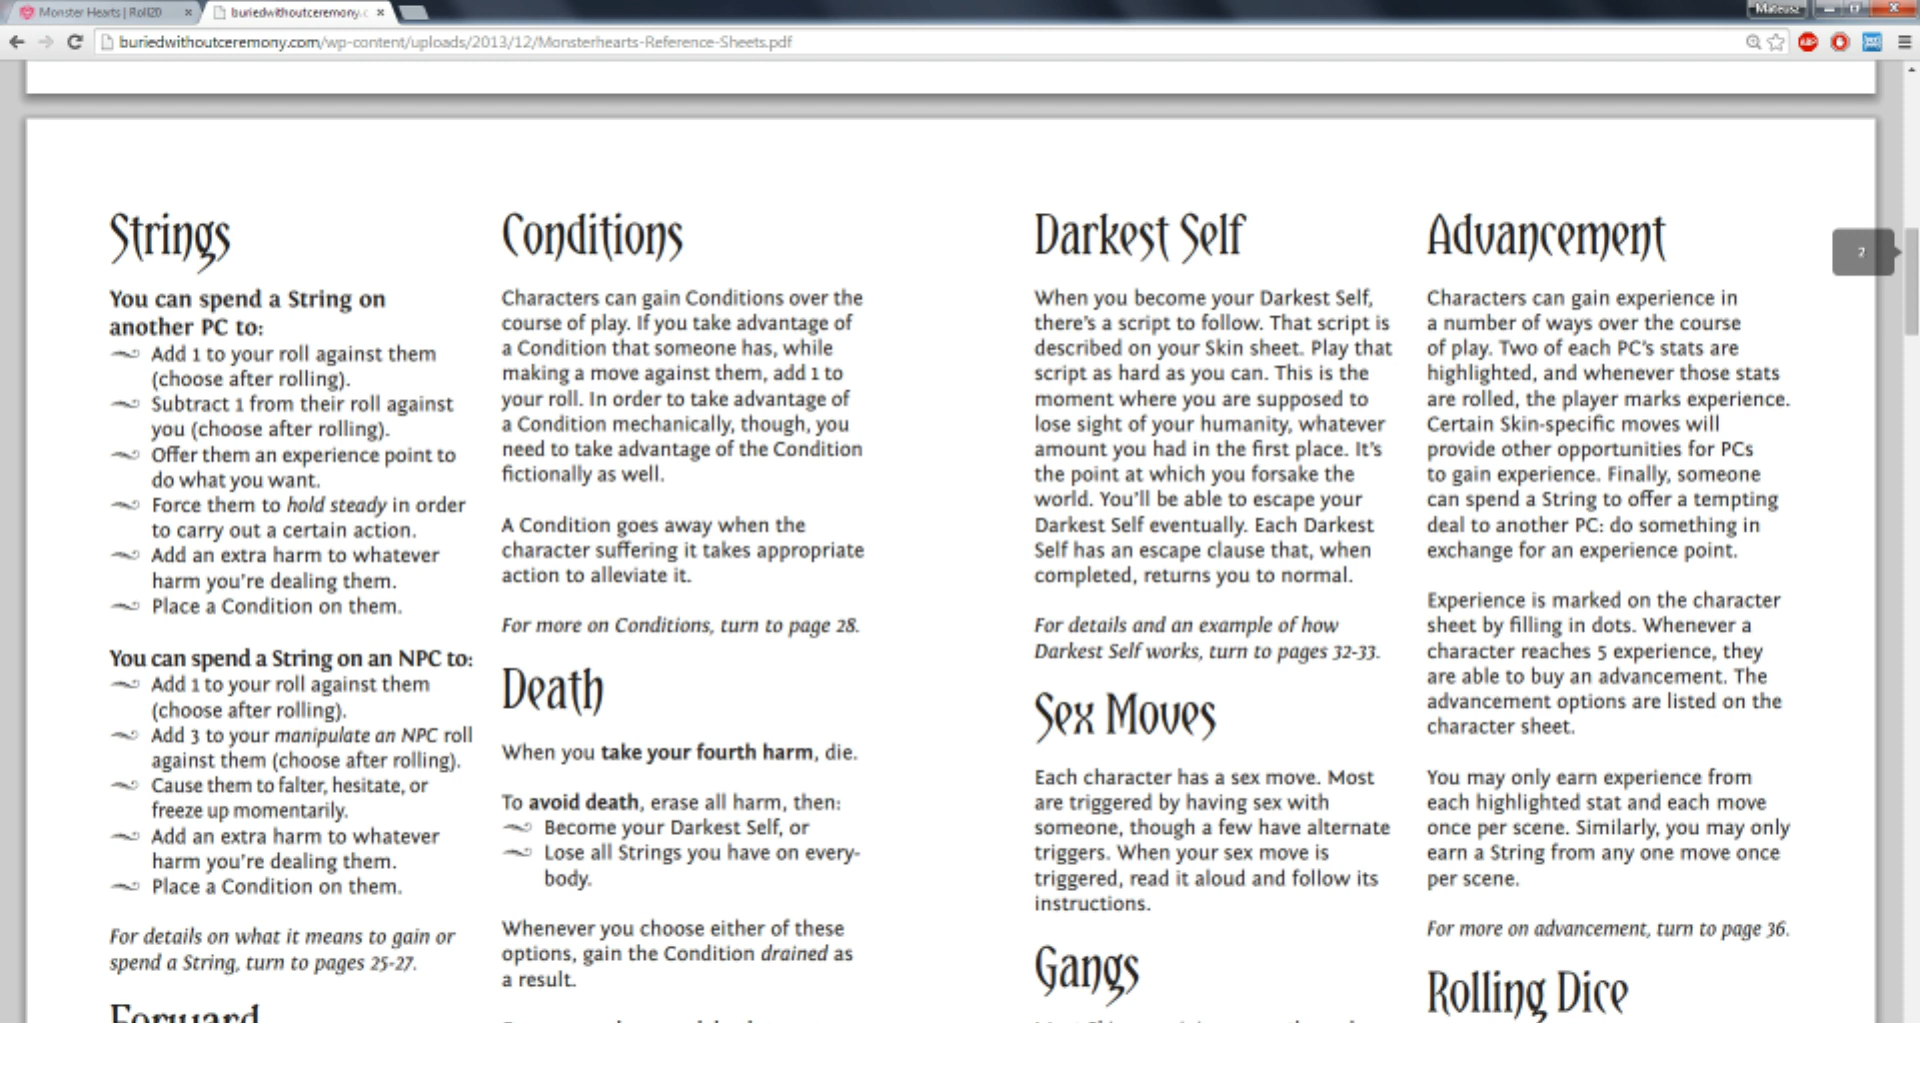 Monster Hearts | Roll20
buriedwithoutceremony.c
Mateusz
buriedwithoutceremony.com/wp-content/uploads/2013/12/Monsterhearts-Reference-Sheets.pdf
2
Strings
You can spend a String on
another PC to:
Add 1 to your roll against them
(choose after rolling).
Subtract 1 from their roll against
you (choose after rolling).
Offer them an experience point to
do what you want.
Force them to hold steady in order
to carry out a certain action.
Add an extra harm to whatever
harm you're dealing them.
Place a Condition on them.
You can spend a String on an NPC to:
Add 1 to your roll against them
(choose after rolling).
Add 3 to your manipulate an NPC roll
against them (choose after rolling).
Cause them to falter, hesitate, or
freeze up momentarily.
Add an extra harm to whatever
harm you're dealing them.
Place a Condition on them.
For details on what it means to gain or
spend a String, turn to pages 25-27.
Forward
Conditions
Characters can gain Conditions over the
course of play. If you take advantage of
a Condition that someone has, while
making a move against them, add 1 to
your roll. In order to take advantage of
a Condition mechanically, though, you
need to take advantage of the Condition
fictionally as well.
A Condition goes away when the
character suffering it takes appropriate
action to alleviate it.
For more on Conditions, turn to page 28.
Death
When you take your fourth harm, die.
To avoid death, erase all harm, then:
Become your Darkest Self, or
Lose all Strings you have on every-
body.
Whenever you choose either of these
options, gain the Condition drained as
a result.
Darkest Self
When you become your Darkest Self,
there's a script to follow. That script is
described on your Skin sheet. Play that
script as hard as you can. This is the
moment where you are supposed to
lose sight of your humanity, whatever
amount you had in the first place. It's
the point at which you forsake the
world. You'll be able to escape your
Darkest Self eventually. Each Darkest
Self has an escape clause that, when
completed, returns you to normal.
For details and an example of how
Darkest Self works, turn to pages 32-33.
Sex Moves
Each character has a sex move. Most
are triggered by having sex with
someone, though a few have alternate
triggers. When your sex move is
triggered, read it aloud and follow its
instructions.
Gangs
Advancement
Characters can gain experience in
a number of ways over the course
of play. Two of each PC's stats are
highlighted, and whenever those stats
are rolled, the player marks experience.
Certain Skin-specific moves will
provide other opportunities for PCs
to gain experience. Finally, someone
can spend a String to offer a tempting
deal to another PC: do something in
exchange for an experience point.
Experience is marked on the character
sheet by filling in dots. Whenever a
character reaches 5 experience, they
are able to buy an advancement. The
advancement options are listed on the
character sheet.
You may only earn experience from
each highlighted stat and each move
once per scene. Similarly, you may only
earn a String from any one move once
per scene.
For more on advancement, turn to page 36.
Rolling Dice